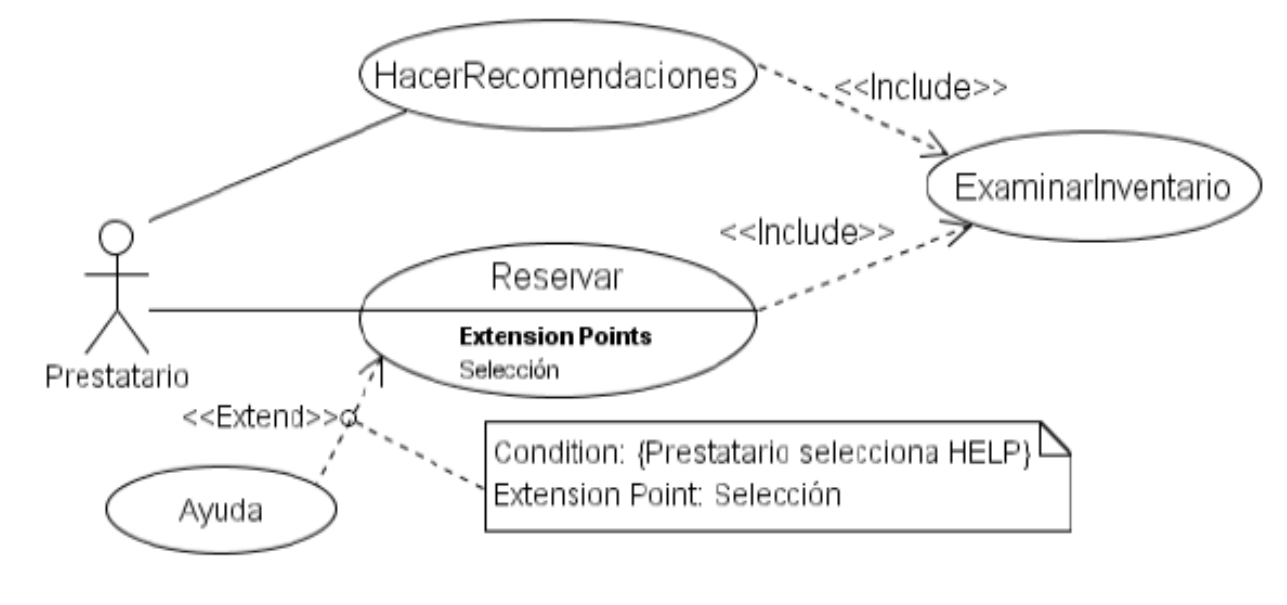 HacerRecomendaciones
<<Include>>
ExaminarInventario
<<Include>>
Reservar
Extension Points
Selección
Prestatario
<<Extend>>
Condition: {Prestatario selecciona HELP}
Extension Point: Selección
Ayuda